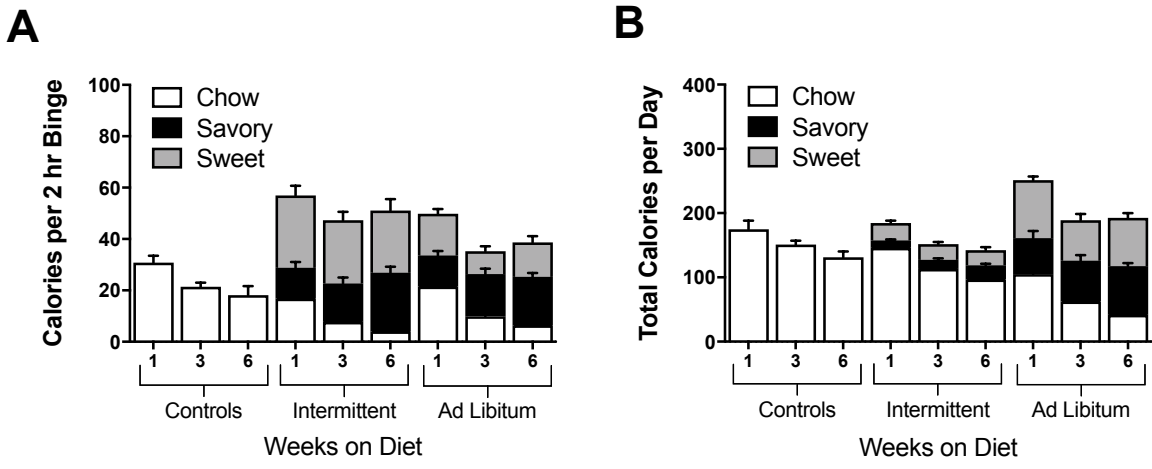 A
Calories per 2 hr Binge
100
80
60
40
20
0
Chow
Savory
Sweet
1 3 6 1 3 6 1 3 6
Controls Intermittent Ad Libitum
Weeks on Diet
B
Total Calories per Day
400
300
200
100
0
Chow
Savory
Sweet
1 3 6 1 3 6 1 3 6
Controls Intermittent Ad Libitum
Weeks on Diet